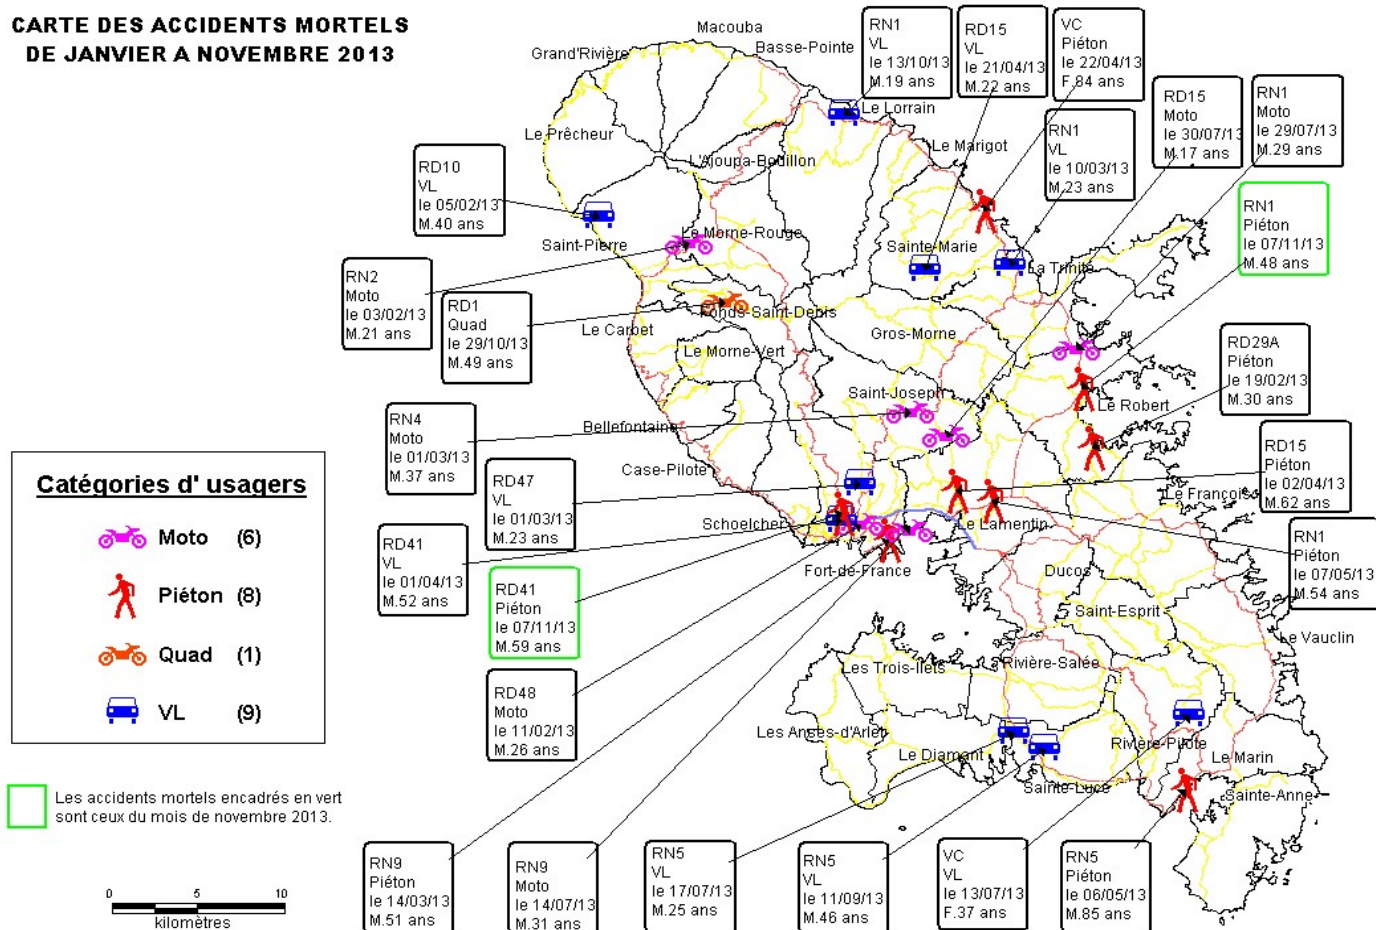 CARTE DES ACCIDENTS MORTELS
DE JANVIER A NOVEMBRE 2013
RN1
VL
le 13/10/13
M.19 ans
RD15
VL
le 21/04/13
M.22 ans
VC
Piéton
le 22/04/13
F.84 ans
RD15
Moto
le 30/07/13
M.17 ans
RN1
Moto
le 29/07/13
M.29 ans
RN1
VL
le 10/03/13
M.23 ans
RD10
VL
le 05/02/13
M.40 ans
RN1
Piéton
le 07/11/13
M.48 ans
RN2
Moto
le 03/02/13
M.21 ans
RD1
Quad
le 29/10/13
M.49 ans
RD29A
Piéton
le 19/02/13
M.30 ans
RN4
Moto
le 01/03/13
M.37 ans
RD47
VL
le 01/03/13
M.23 ans
RD15
Piéton
le 02/04/13
M.62 ans
RD41
VL
le 01/04/13
M.52 ans
RD41
Piéton
le 07/11/13
M.59 ans
RN1
Piéton
le 07/05/13
M.54 ans
RD48
Moto
le 11/02/13
M.26 ans
RN9
Piéton
le 14/03/13
M.51 ans
RN9
Moto
le 14/07/13
M.31 ans
RN5
VL
le 17/07/13
M.25 ans
RN5
VL
le 11/09/13
M.46 ans
VC
VL
le 13/07/13
F.37 ans
RN5
Piéton
le 06/05/13
M.85 ans
Macouba
Grand'Rivière
Basse-Pointe
Le Lorrain
Le Prêcheur
L'Ajoupa-Bouillon
Le Marigot
Le Morne-Rouge
Saint-Pierre
Sainte-Marie
La Trinité
Fonds-Saint-Denis
Le Carbet
Gros-Morne
Le Morne-Vert
Saint-Joseph
Le Robert
Bellefontaine
Case-Pilote
Le François
Schoelcher
Le Lamentin
Fort-de-France
Ducos
Saint-Esprit
Le Vauclin
Les Trois-Ilets
Rivière-Salée
Les Anses-d'Arlet
Le Diamant
Rivière-Pilote
Le Marin
Sainte-Luce
Sainte-Anne
Catégories d' usagers
Moto (6)
Piéton (8)
Quad (1)
VL (9)
Les accidents mortels encadrés en vert
sont ceux du mois de novembre 2013.
0 5 10
kilomètres